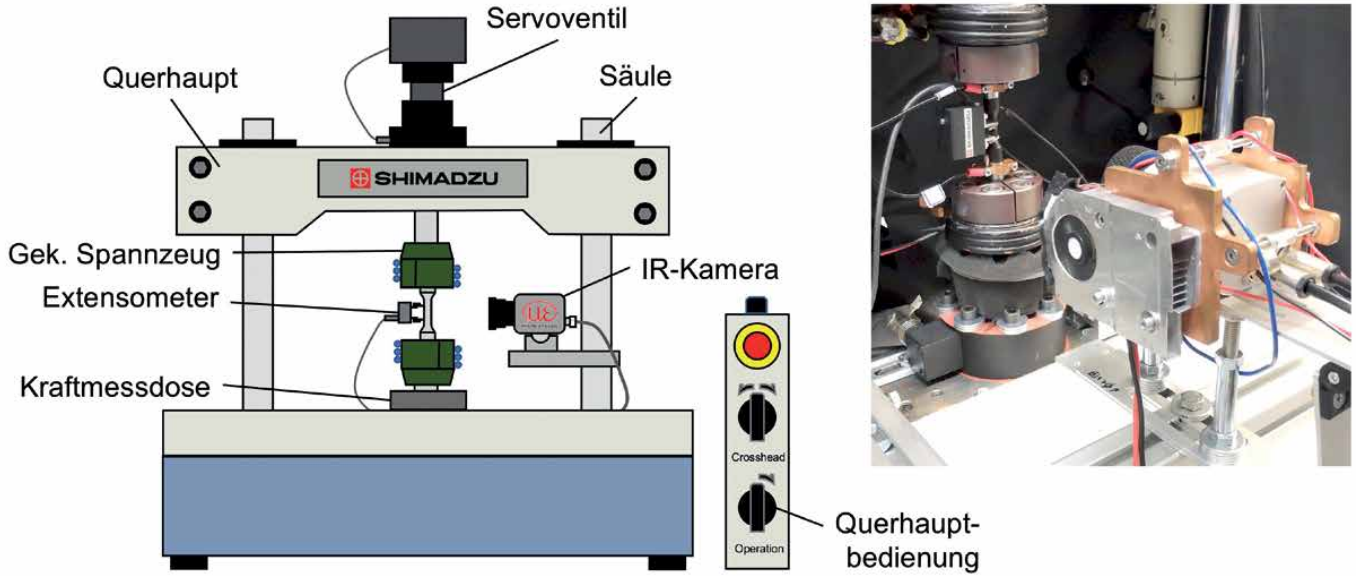 Servoventil
Querhaupt
Säule
SHIMADZU
Gek. Spannzeug
IR-Kamera
Extensometer
Kraftmessdose
Crosshead
Operation
Querhaupt-
bedienung